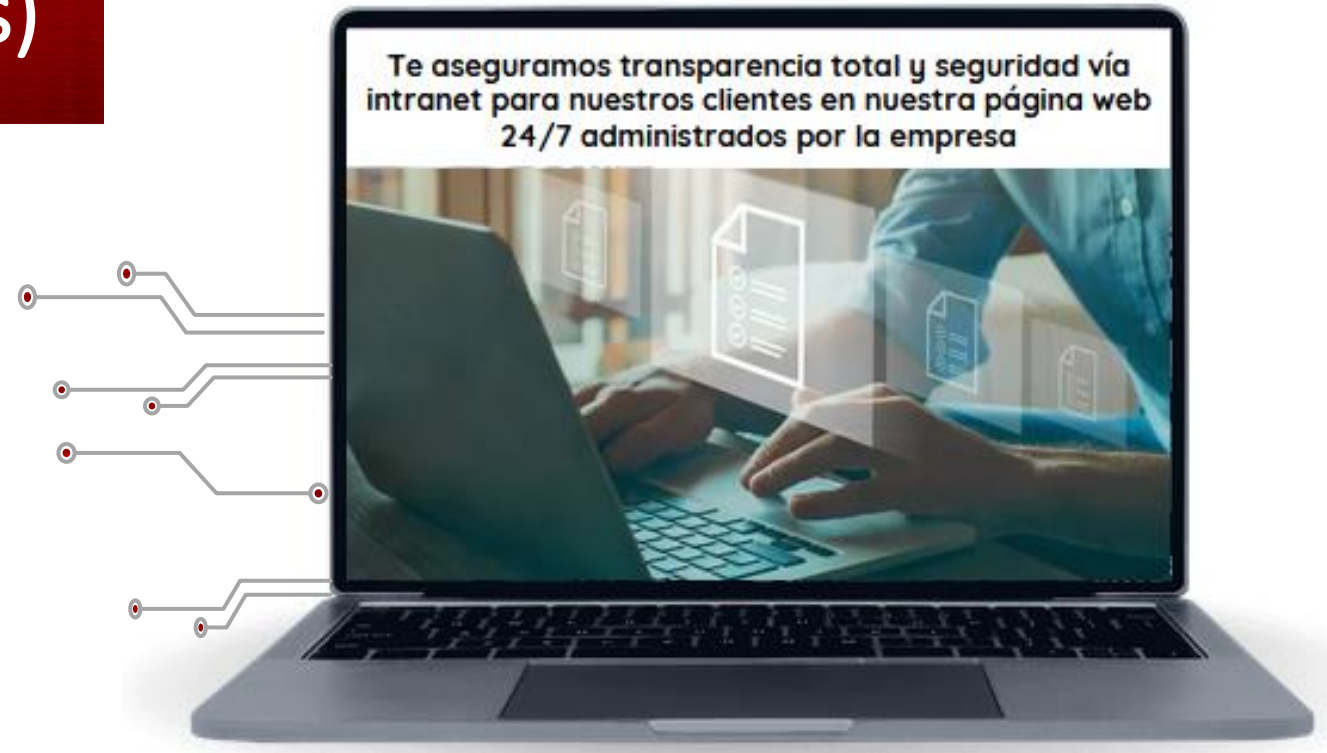 s)
Te aseguramos transparencia total y seguridad vía
intranet para nuestros clientes en nuestra página web
24/7 administrados por la empresa